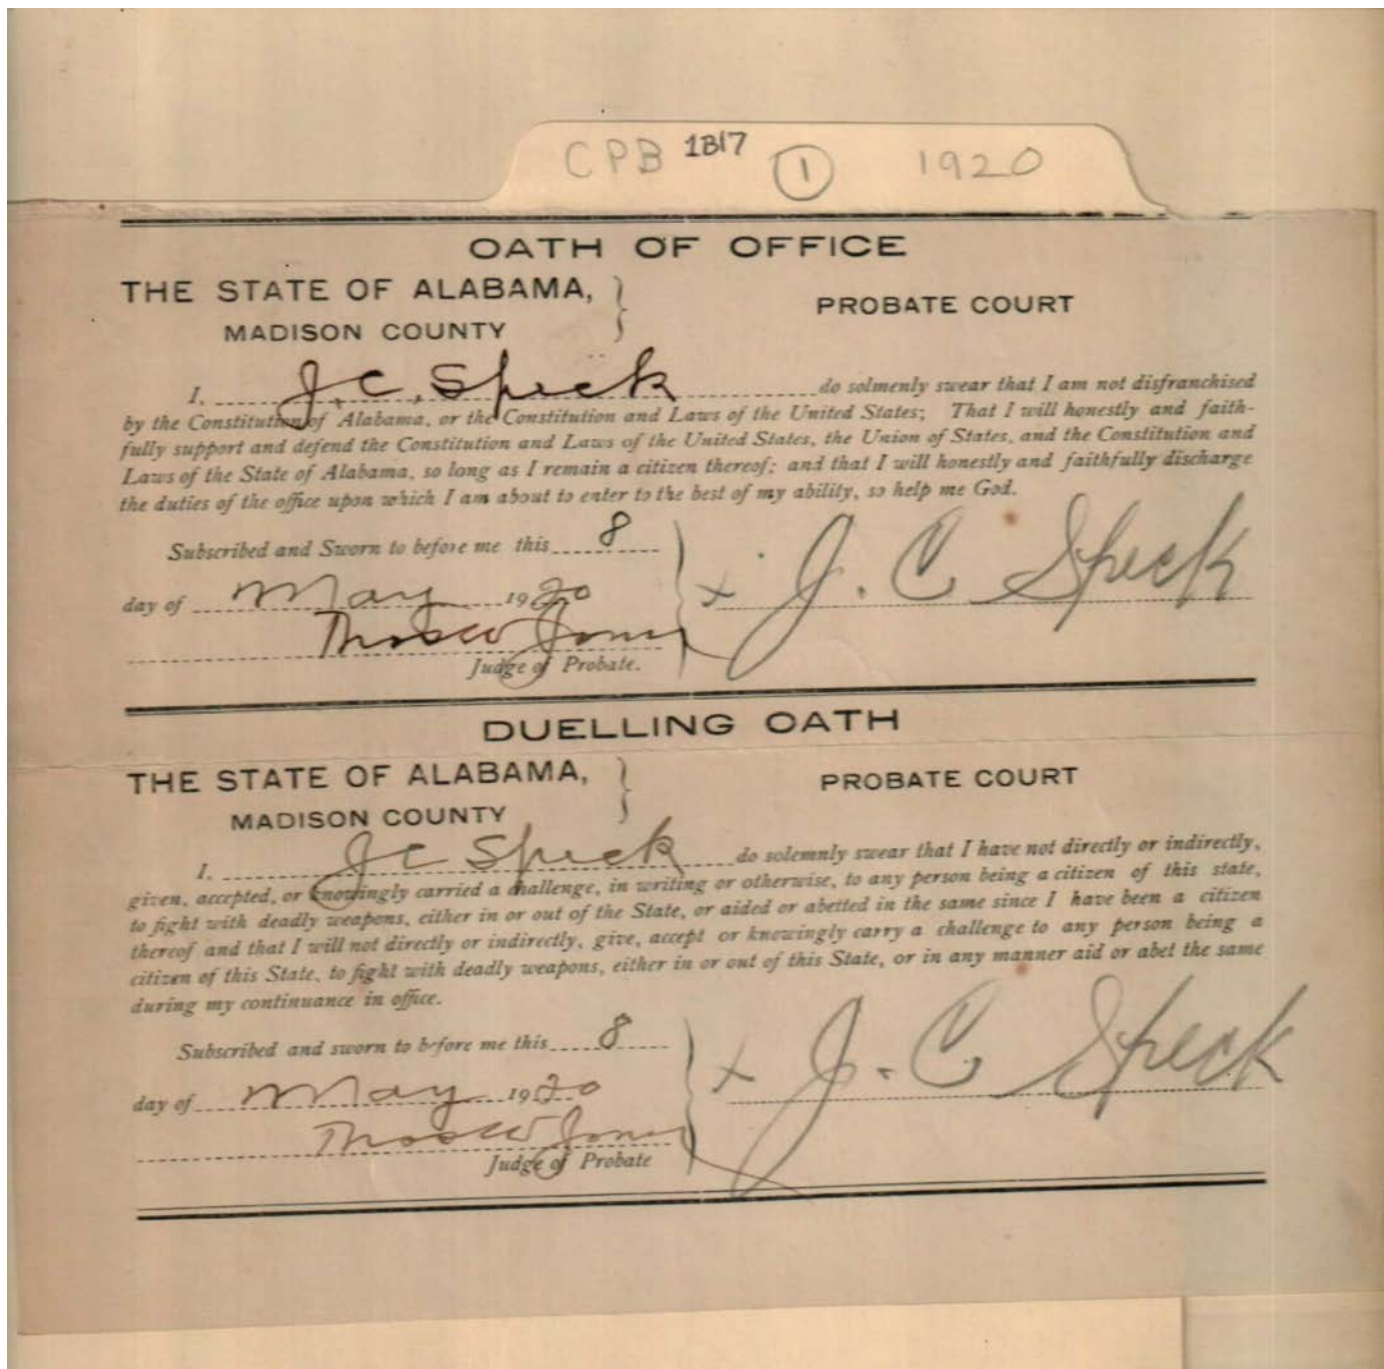 CPB 1B17 1 1920
OATH OF OFFICE
THE STATE OF ALABAMA, } PROBATE COURT
MADISON COUNTY
I, J. C. Speck do solmenly swear that I am not disfranchised
by the Constitution of Alabama, or the Constitution and Laws of the United States; That I will honestly and faith-
fully support and defend the Constitution and Laws of the United States, the Union of States, and the Constitution and
Laws of the State of Alabama, so long as I remain a citizen thereof; and that I will honestly and faithfully discharge
the duties of the office upon which I am about to enter to the best of my ability, so help me God.
Subscribed and Sworn to before me this 8
day of May 1920 x J. C Speck
Thos W Jones
Judge of Probate.
DUELLING OATH
THE STATE OF ALABAMA, } PROBATE COURT
MADISON COUNTY
I, J C Speck do solemnly swear that I have not directly or indirectly,
given, accepted, or knowingly carried a challenge, in writing or otherwise, to any person being a citizen of this state,
to fight with deadly weapons, either in or out of the State, or aided or abetted in the same since I have been a citizen
thereof and that I will not directly or indirectly, give, accept or knowingly carry a challenge to any person being a
citizen of this State, to fight with deadly weapons, either in or out of this State, or in any manner aid or abet the same
during my continuance in office.
Subscribed and sworn to before me this 8
day of May 1920 x J. C Speck
Thos W Jones
Judge of Probate